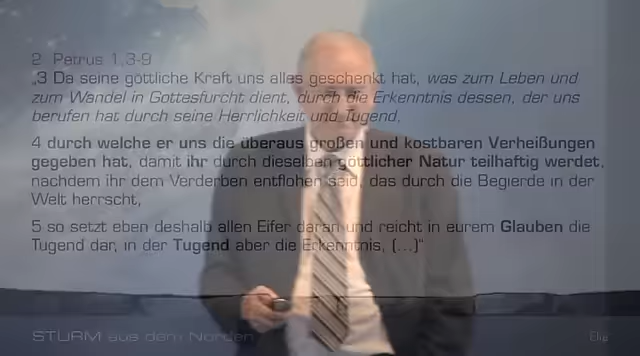 2. Petrus 1,3-9
„3 Da seine göttliche Kraft uns alles geschenkt hat, was zum Leben und
zum Wandel in Gottesfurcht dient, durch die Erkenntnis dessen, der uns
berufen hat durch seine Herrlichkeit und Tugend,
4 durch welche er uns die überaus großen und kostbaren Verheißungen
gegeben hat, damit ihr durch dieselben göttlicher Natur teilhaftig werdet,
nachdem ihr dem Verderben entflohen seid, das durch die Begierde in der
Welt herrscht,
5 so setzt eben deshalb allen Eifer daran und reicht in eurem Glauben die
Tugend dar, in der Tugend aber die Erkenntnis, (...)“
STURM aus dem Norden
Elia